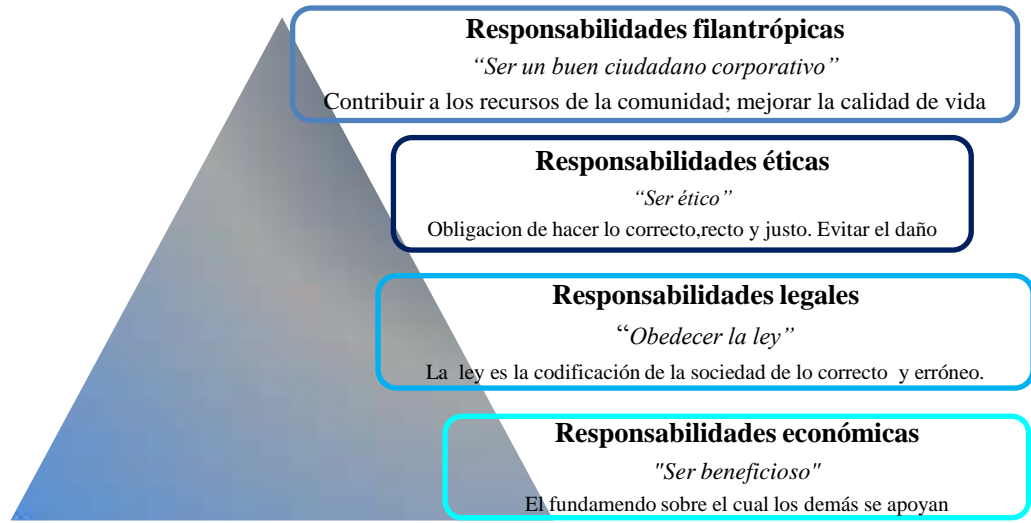 Responsabilidades filantrópicas
“Ser un buen ciudadano corporativo”
Contribuir a los recursos de la comunidad; mejorar la calidad de vida
Responsabilidades éticas
“Ser ético”
Obligacion de hacer lo correcto,recto y justo. Evitar el daño
Responsabilidades legales
“Obedecer la ley”
La ley es la codificación de la sociedad de lo correcto y erróneo.
Responsabilidades económicas
"Ser beneficioso"
El fundamendo sobre el cual los demás se apoyan